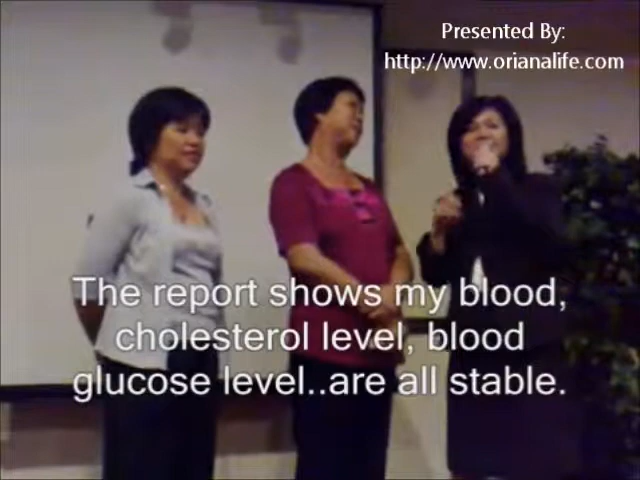 Presented By:
http://www.orianalife.com
The report shows my blood,
cholesterol level, blood
glucose level..are all stable.